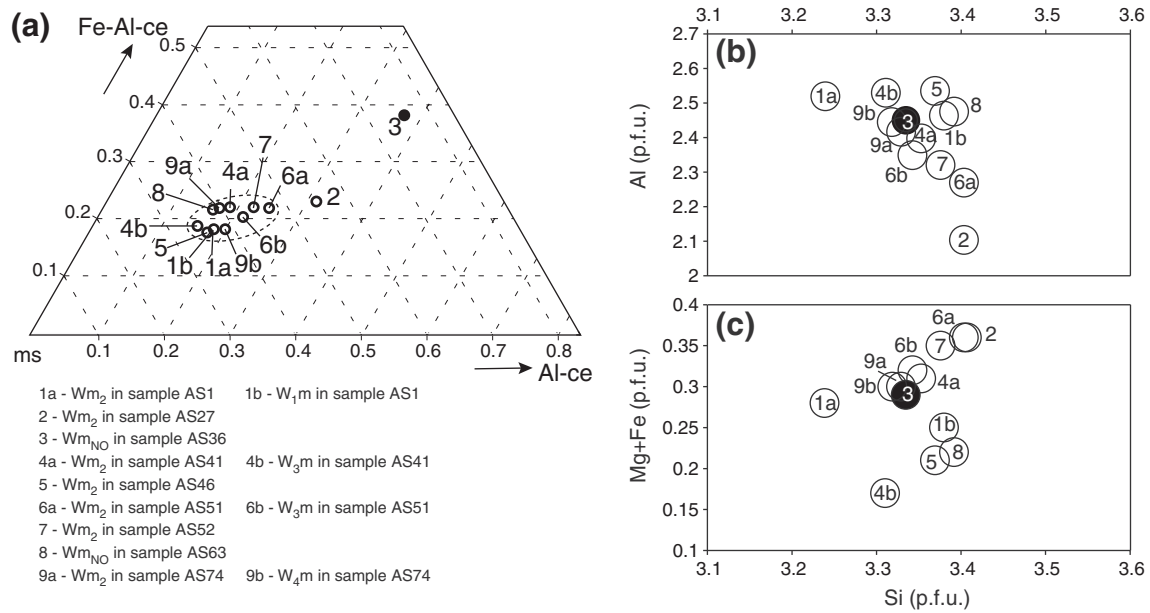 (a)
Fe-Al-ce
0.5
0.4
0.3
0.2
0.1
3
7
9a
4a
6a
8
2
4b
5
1b
1a
9b
6b
ms
0.1
0.2
0.3
0.4
0.5
0.6
0.7
0.8
Al-ce
1a - Wm₂ in sample AS1 1b - W₁m in sample AS1
2 - Wm₂ in sample AS27
3 - Wm_NO in sample AS36
4a - Wm₂ in sample AS41 4b - W₃m in sample AS41
5 - Wm₂ in sample AS46
6a - Wm₂ in sample AS51 6b - W₃m in sample AS51
7 - Wm₂ in sample AS52
8 - Wm_NO in sample AS63
9a - Wm₂ in sample AS74 9b - W₄m in sample AS74
3.1 3.2 3.3 3.4 3.5 3.6
(b)
Al (p.f.u.)
2.7
2.6
2.5
2.4
2.3
2.2
2.1
2
1a
4b
5
8
9b
3
1b
9a
4a
6b
7
6a
2
(c)
Mg+Fe (p.f.u.)
0.4
0.35
0.3
0.25
0.2
0.15
0.1
6a
2
6b
7
9a
9b
4a
3
1a
1b
8
5
4b
3.1 3.2 3.3 3.4 3.5 3.6
Si (p.f.u.)